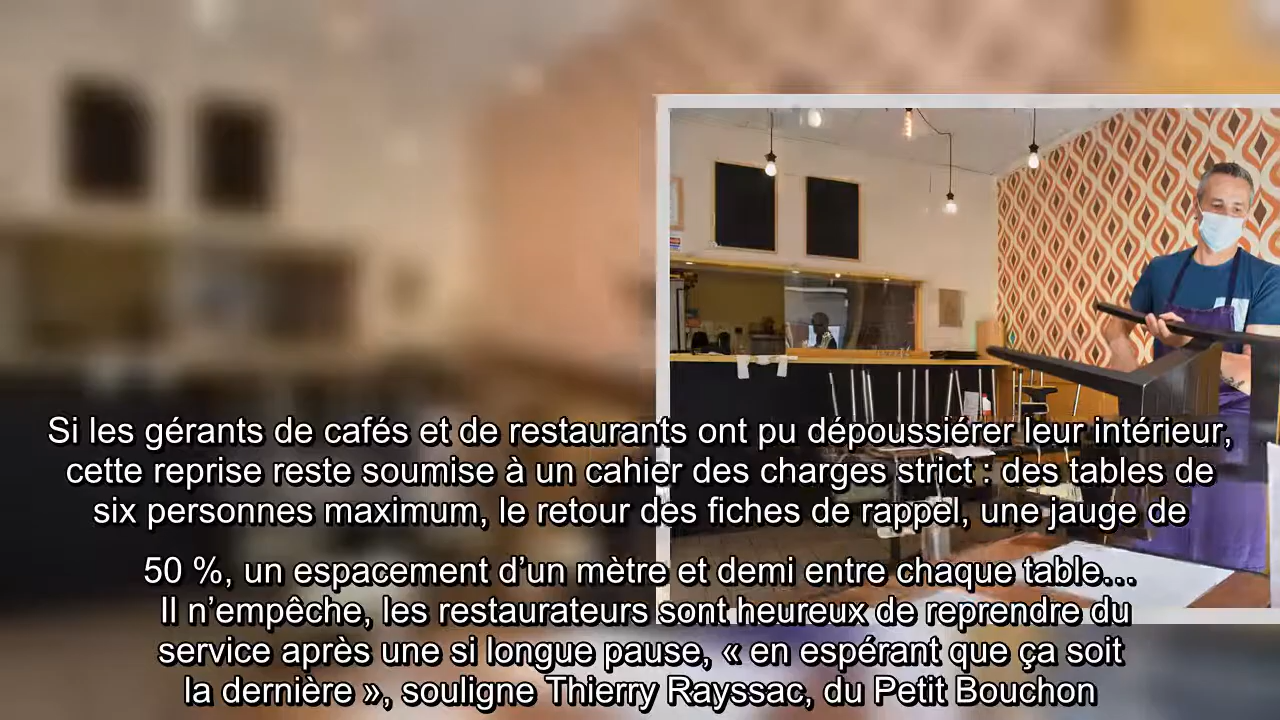 Si les gérants de cafés et de restaurants ont pu dépoussiérer leur intérieur,
cette reprise reste soumise à un cahier des charges strict : des tables de
six personnes maximum, le retour des fiches de rappel, une jauge de
50 %, un espacement d’un mètre et demi entre chaque table…
Il n’empêche, les restaurateurs sont heureux de reprendre du
service après une si longue pause, « en espérant que ça soit
la dernière », souligne Thierry Rayssac, du Petit Bouchon